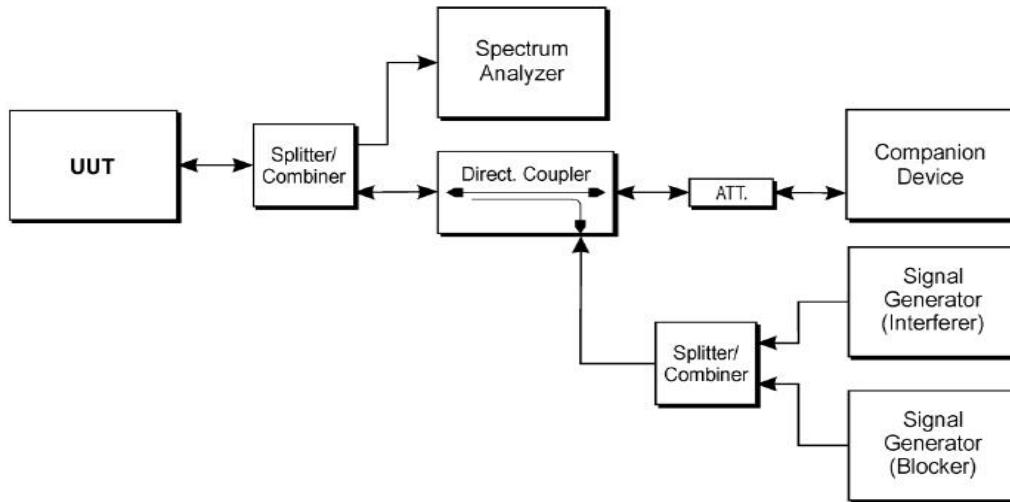 Spectrum
Analyzer
UUT
Splitter/
Combiner
Direct. Coupler
ATT.
Companion
Device
Signal
Generator
(Interferer)
Splitter/
Combiner
Signal
Generator
(Blocker)